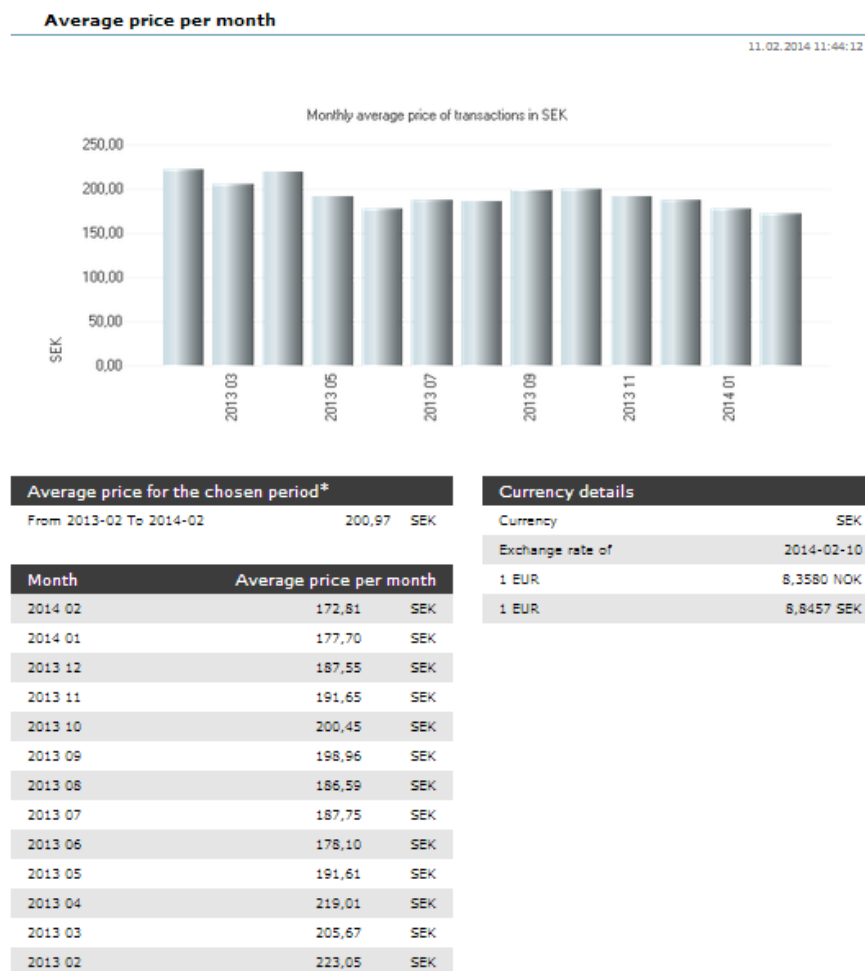 Average price per month
11.02.2014 11:44:12
Monthly average price of transactions in SEK
250,00
200,00
150,00
100,00
50,00
0,00
SEK
2013 03
2013 05
2013 07
2013 09
2013 11
2014 01
Average price for the chosen period*
From 2013-02 To 2014-02 200,97 SEK
Month Average price per month
2014 02 172,81 SEK
2014 01 177,70 SEK
2013 12 187,55 SEK
2013 11 191,65 SEK
2013 10 200,45 SEK
2013 09 198,96 SEK
2013 08 186,59 SEK
2013 07 187,75 SEK
2013 06 178,10 SEK
2013 05 191,61 SEK
2013 04 219,01 SEK
2013 03 205,67 SEK
2013 02 223,05 SEK
Currency details
Currency SEK
Exchange rate of 2014-02-10
1 EUR 8,3580 NOK
1 EUR 8,8457 SEK